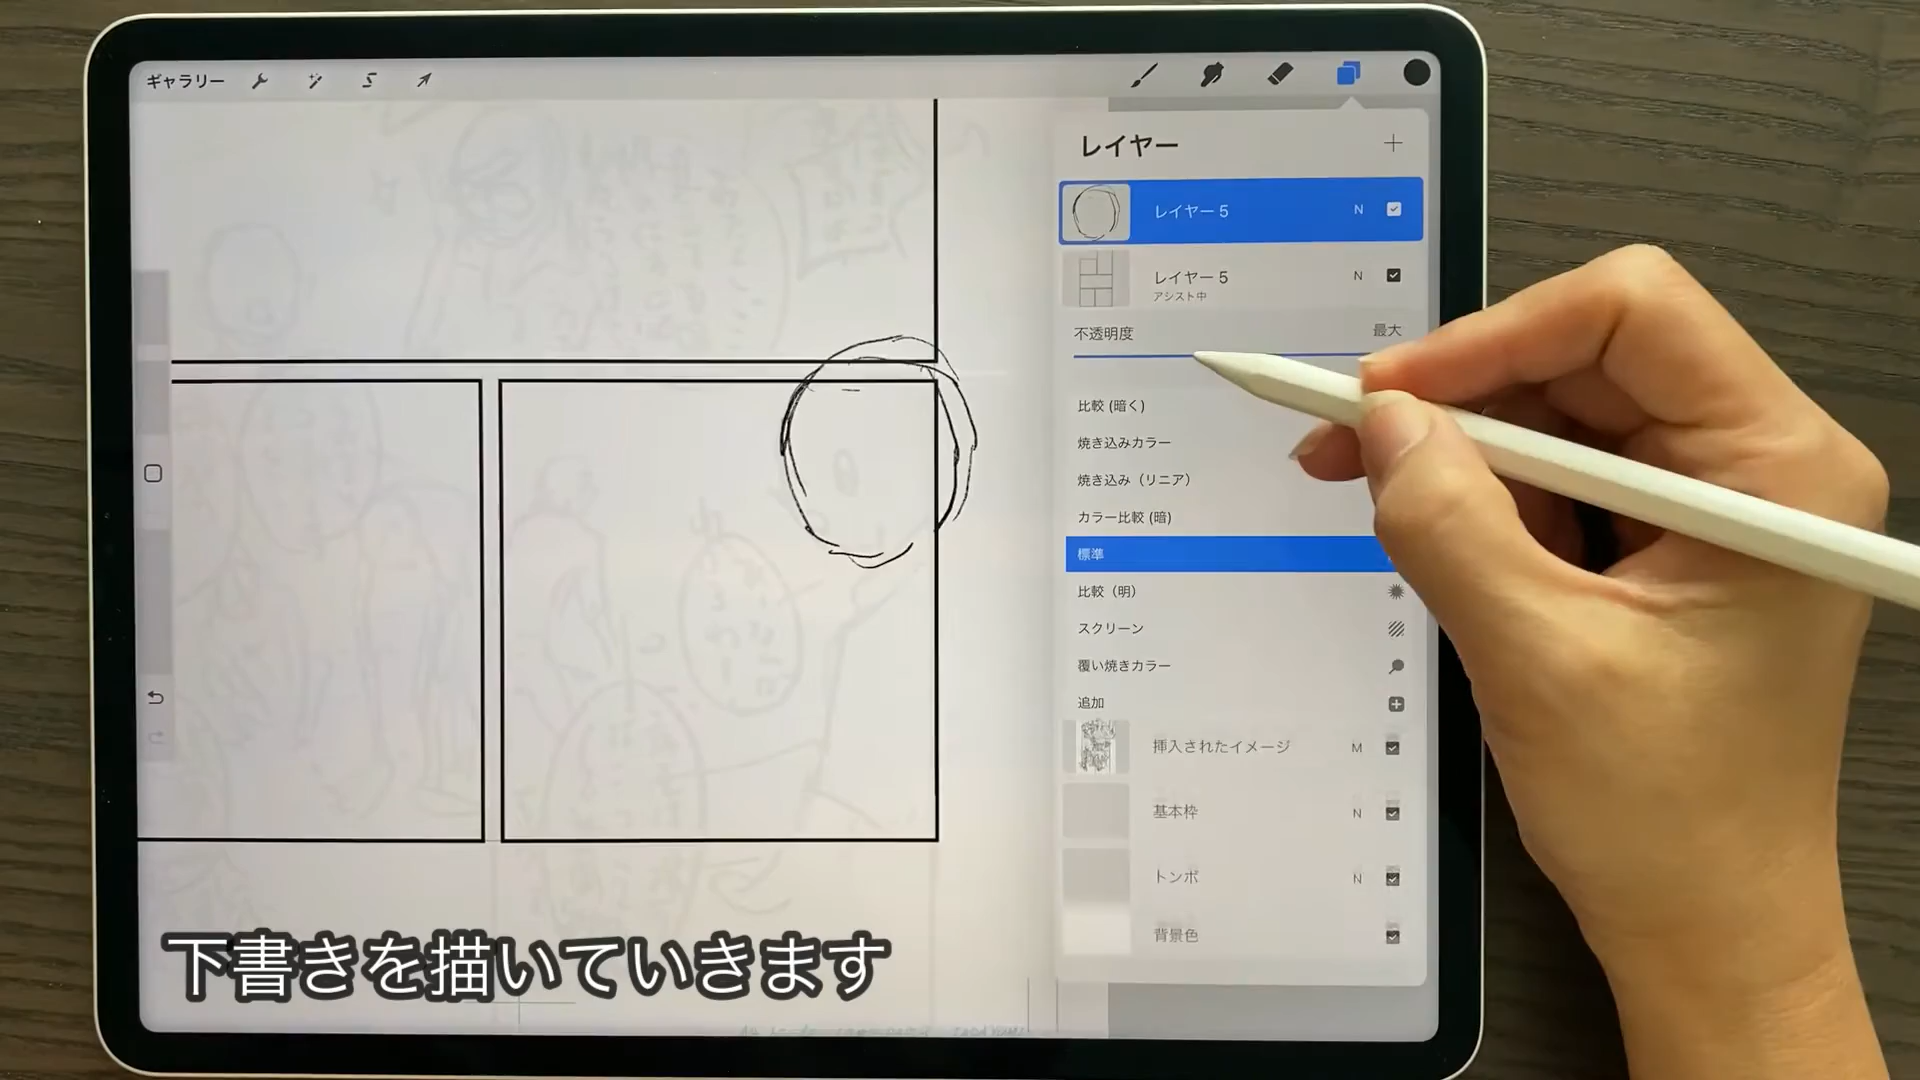 ギャラリー
レイヤー
レイヤー 5
N
レイヤー 5
アシスト中
N
不透明度
最大
比較 (暗く)
焼き込みカラー
焼き込み（リニア）
カラー比較 (暗)
標準
比較（明）
スクリーン
覆い焼きカラー
追加
挿入されたイメージ
M
基本枠
N
トンボ
N
背景色
下書きを描いていきます